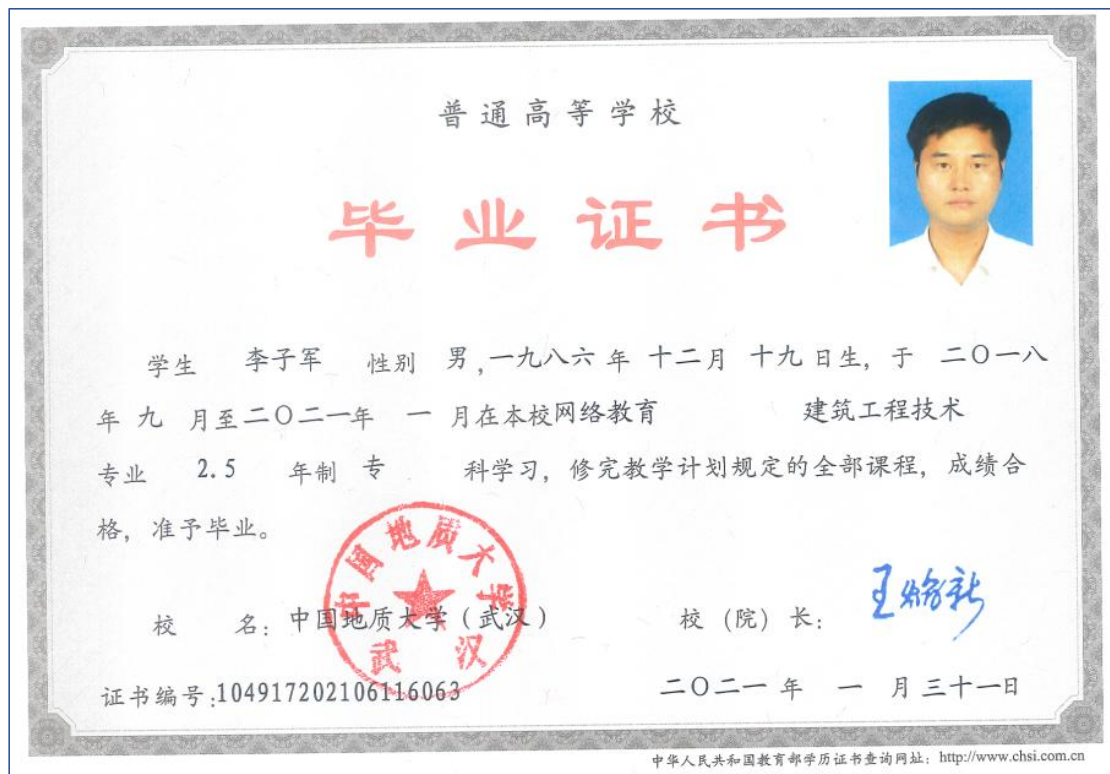 普通高等学校
毕业证书
学生 李子军 性别 男,一九八六年 十二月 十九日生, 于 二〇一八
年 九 月至二〇二一年 一 月在本校网络教育 建筑工程技术
专业 2.5 年制 专 科学习, 修完教学计划规定的全部课程, 成绩合
格, 准予毕业。
中国地质大学
武汉
校 名: 中国地质大学（武汉） 校（院）长: 王焰新
证书编号:104917202106116063 二〇二一 年 一 月 三十一日
中华人民共和国教育部学历证书查询网址: http://www.chsi.com.cn